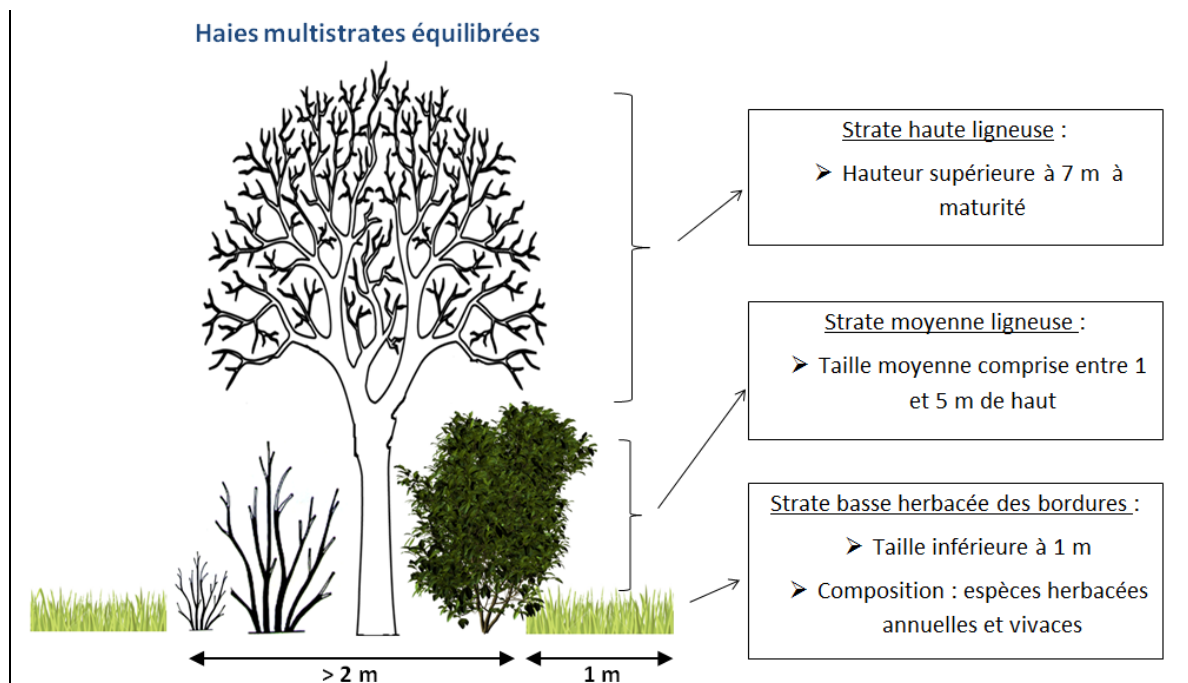 Haies multistrates équilibrées
Strate haute ligneuse :
➢ Hauteur supérieure à 7 m à
maturité
Strate moyenne ligneuse :
➢ Taille moyenne comprise entre 1
et 5 m de haut
Strate basse herbacée des bordures :
➢ Taille inférieure à 1 m
➢ Composition : espèces herbacées
annuelles et vivaces
> 2 m
1 m